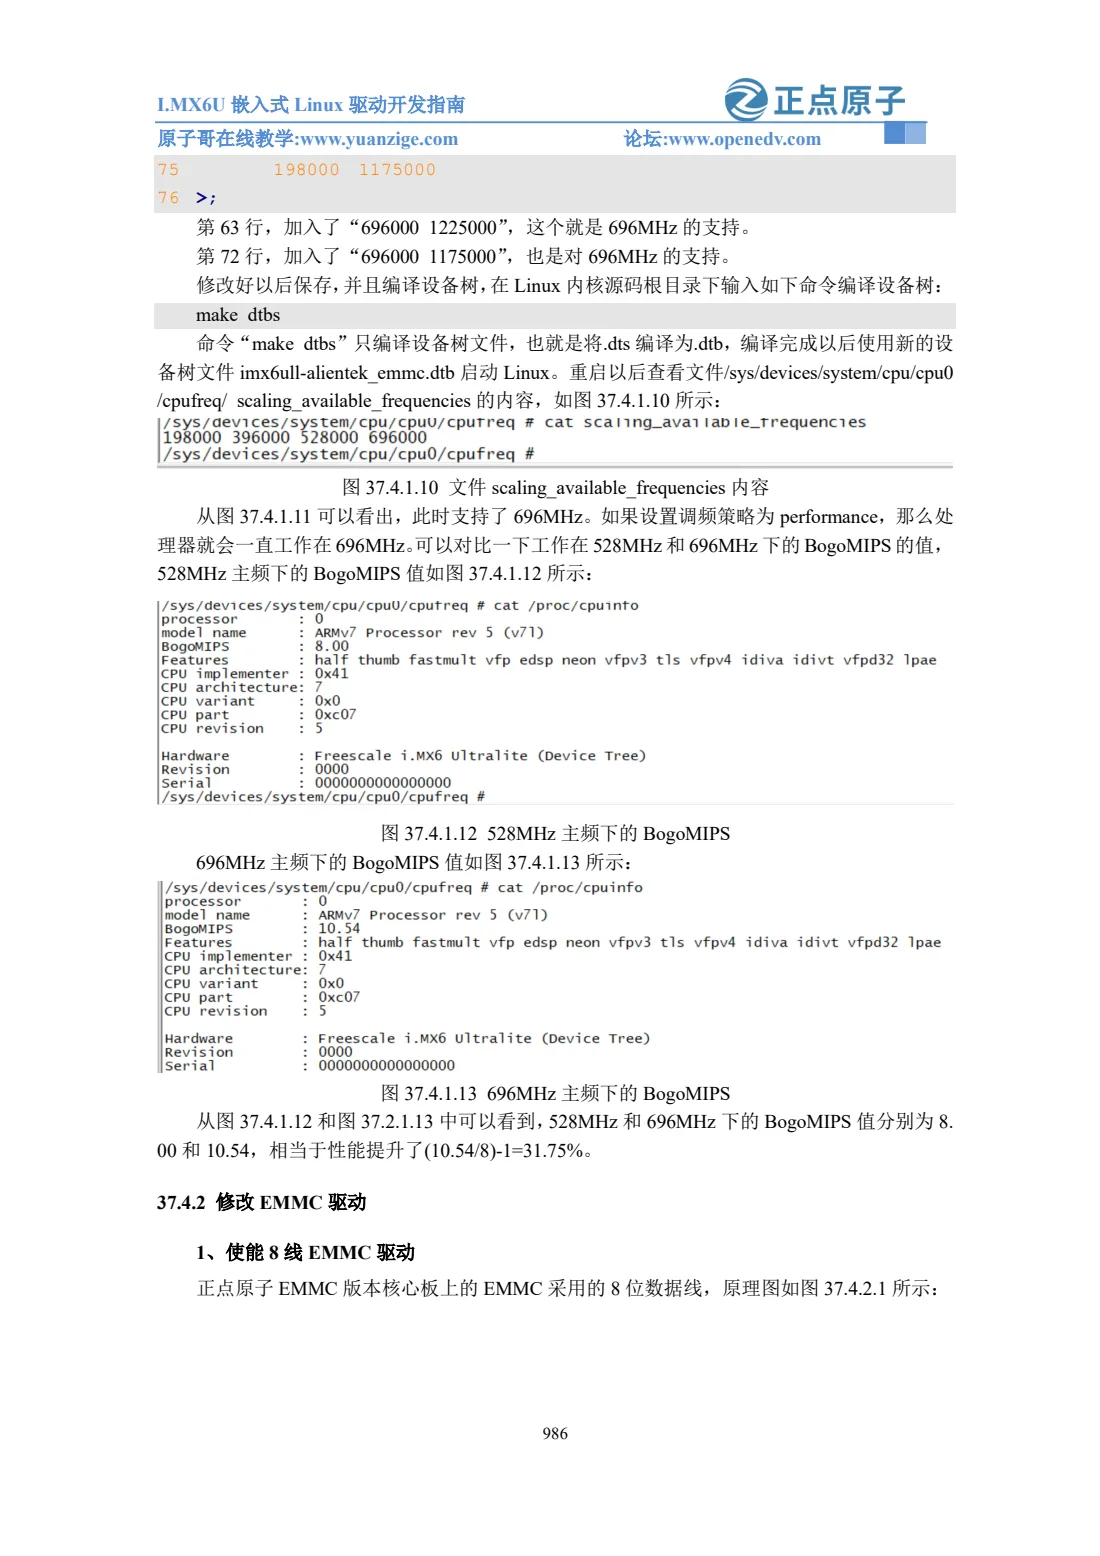 I.MX6U 嵌入式 Linux 驱动开发指南
正点原子
原子哥在线教学:www.yuanzige.com 论坛:www.openedv.com
75 198000 1175000
76 >;
第 63 行，加入了“696000 1225000”，这个就是 696MHz 的支持。
第 72 行，加入了“696000 1175000”，也是对 696MHz 的支持。
修改好以后保存，并且编译设备树，在 Linux 内核源码根目录下输入如下命令编译设备树：
make dtbs
命令“make dtbs”只编译设备树文件，也就是将.dts 编译为.dtb，编译完成以后使用新的设
备树文件 imx6ull-alientek_emmc.dtb 启动 Linux。重启以后查看文件/sys/devices/system/cpu/cpu0
/cpufreq/ scaling_available_frequencies 的内容，如图 37.4.1.10 所示：
/sys/devices/system/cpu/cpu0/cpufreq # cat scaling_available_frequencies
198000 396000 528000 696000
/sys/devices/system/cpu/cpu0/cpufreq #
图 37.4.1.10 文件 scaling_available_frequencies 内容
从图 37.4.1.11 可以看出，此时支持了 696MHz。如果设置调频策略为 performance，那么处
理器就会一直工作在 696MHz。可以对比一下工作在 528MHz 和 696MHz 下的 BogoMIPS 的值，
528MHz 主频下的 BogoMIPS 值如图 37.4.1.12 所示：
/sys/devices/system/cpu/cpu0/cpufreq # cat /proc/cpuinfo
processor : 0
model name : ARMv7 Processor rev 5 (v7l)
BogoMIPS : 8.00
Features : half thumb fastmult vfp edsp neon vfpv3 tls vfpv4 idiva idivt vfpd32 lpae
CPU implementer : 0x41
CPU architecture: 7
CPU variant : 0x0
CPU part : 0xc07
CPU revision : 5
Hardware : Freescale i.MX6 Ultralite (Device Tree)
Revision : 0000
Serial : 0000000000000000
/sys/devices/system/cpu/cpu0/cpufreq #
图 37.4.1.12 528MHz 主频下的 BogoMIPS
696MHz 主频下的 BogoMIPS 值如图 37.4.1.13 所示：
/sys/devices/system/cpu/cpu0/cpufreq # cat /proc/cpuinfo
processor : 0
model name : ARMv7 Processor rev 5 (v7l)
BogoMIPS : 10.54
Features : half thumb fastmult vfp edsp neon vfpv3 tls vfpv4 idiva idivt vfpd32 lpae
CPU implementer : 0x41
CPU architecture: 7
CPU variant : 0x0
CPU part : 0xc07
CPU revision : 5
Hardware : Freescale i.MX6 Ultralite (Device Tree)
Revision : 0000
Serial : 0000000000000000
图 37.4.1.13 696MHz 主频下的 BogoMIPS
从图 37.4.1.12 和图 37.2.1.13 中可以看到，528MHz 和 696MHz 下的 BogoMIPS 值分别为 8.
00 和 10.54，相当于性能提升了(10.54/8)-1=31.75%。
37.4.2 修改 EMMC 驱动
1、使能 8 线 EMMC 驱动
正点原子 EMMC 版本核心板上的 EMMC 采用的 8 位数据线，原理图如图 37.4.2.1 所示：
986